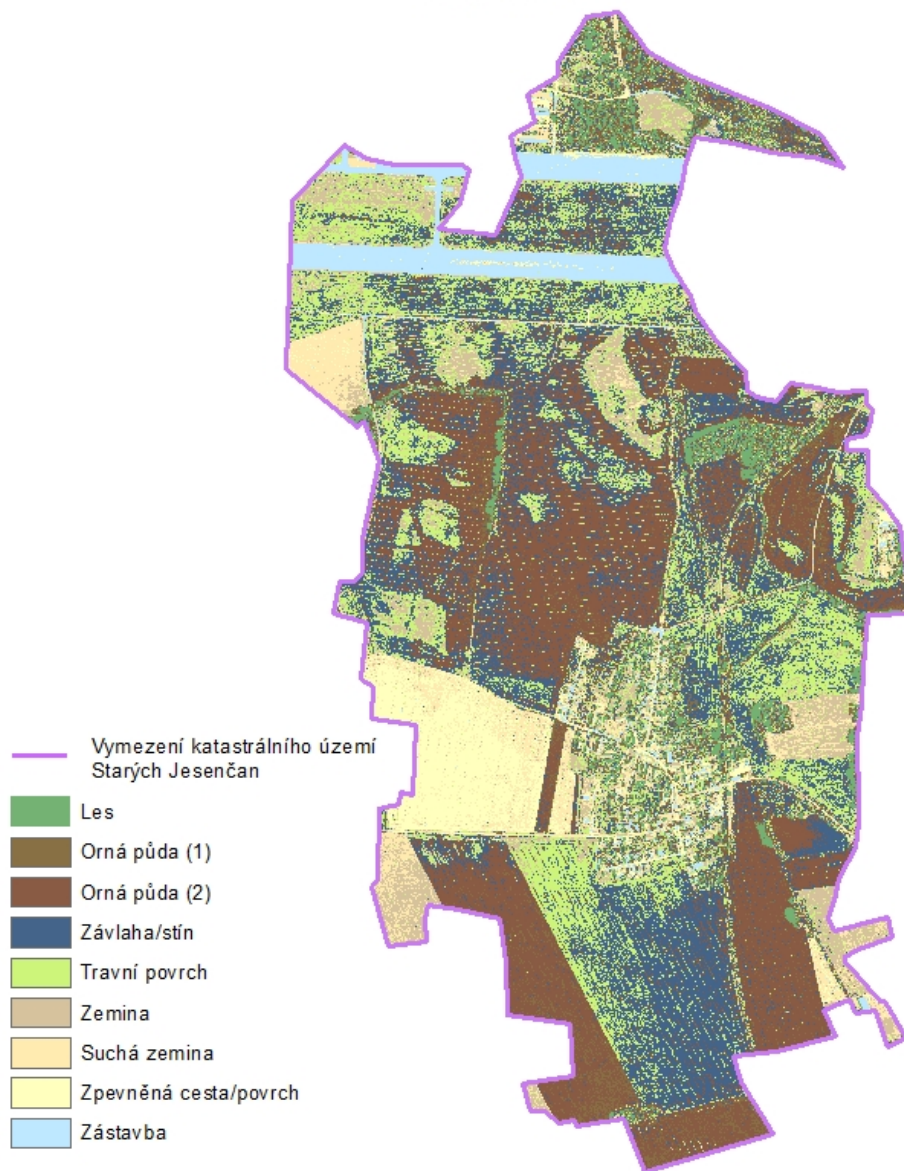 Vymezení katastrálního území
Starých Jesenčan
Les
Orná půda (1)
Orná půda (2)
Závlaha/stín
Travní povrch
Zemina
Suchá zemina
Zpevněná cesta/povrch
Zástavba